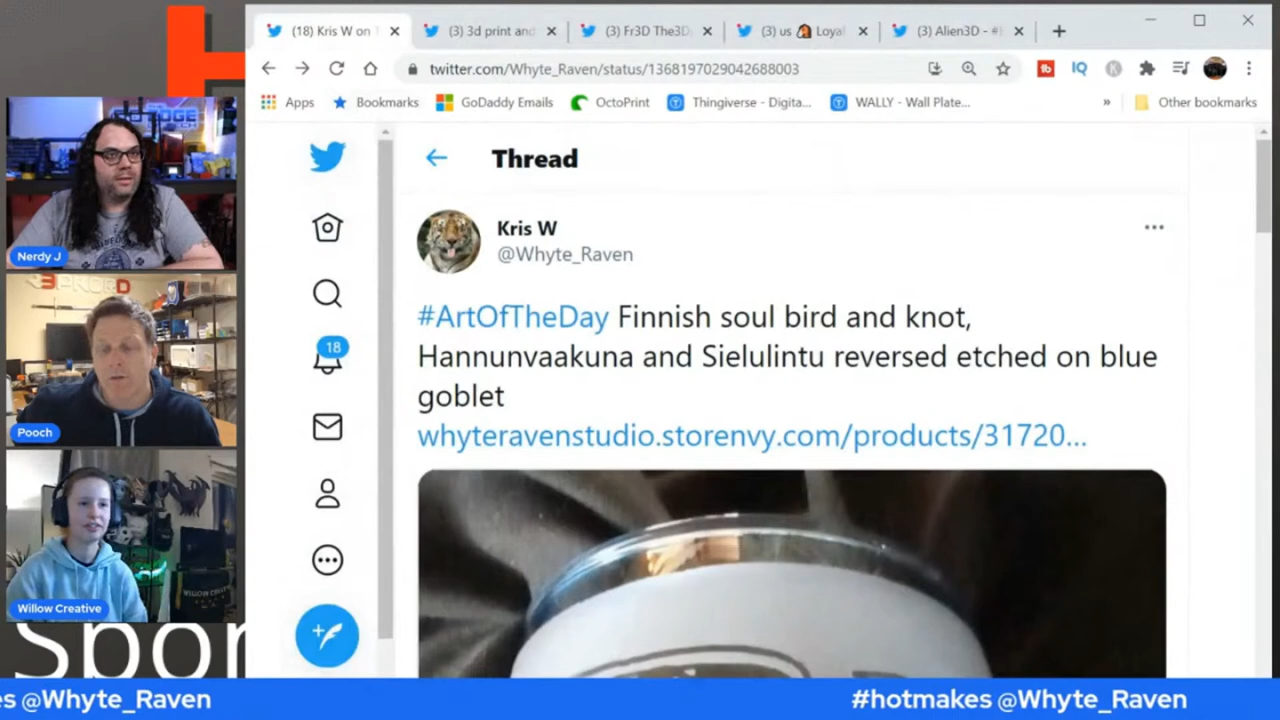 (18) Kris W on
(3) 3d print and
(3) Fr3D The3D
(3) us Loyal
(3) Alien3D - #
twitter.com/Whyte_Raven/status/1368197029042688003
Apps
Bookmarks
GoDaddy Emails
OctoPrint
Thingiverse - Digita...
WALLY - Wall Plate...
»
Other bookmarks
Thread
Kris W
@Whyte_Raven
#ArtOfTheDay Finnish soul bird and knot,
Hannunvaakuna and Sielulintu reversed etched on blue
goblet
whyteravenstudio.storenvy.com/products/31720...
18
Nerdy J
R3PKORD
Pooch
Willow Creative
Spor
es @Whyte_Raven
#hotmakes @Whyte_Raven